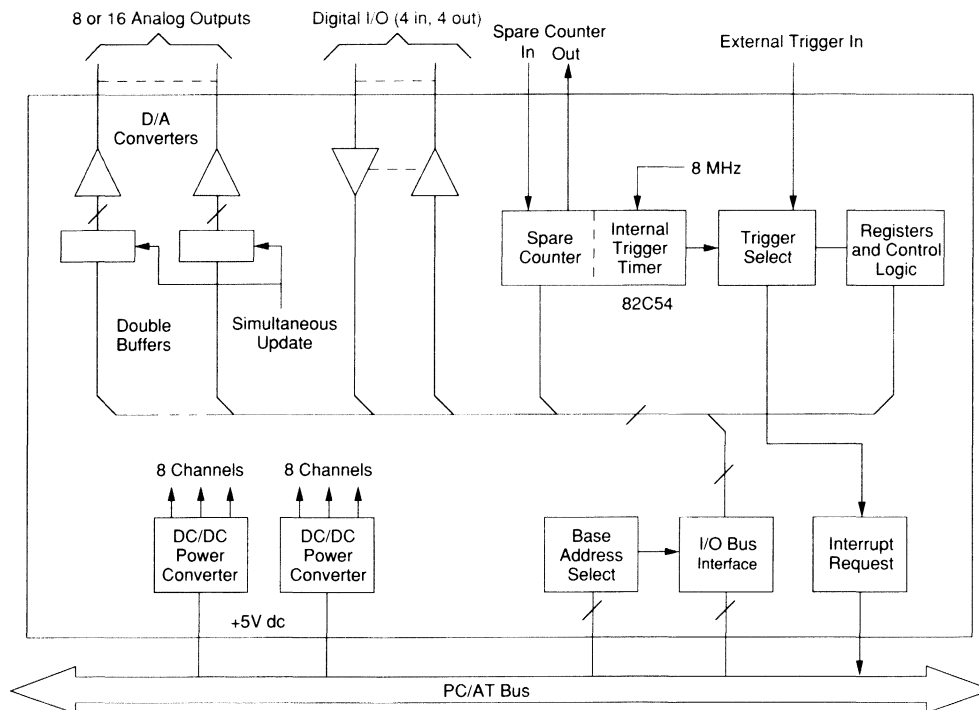 8 or 16 Analog Outputs
Digital I/O (4 in, 4 out)
Spare Counter
In Out
External Trigger In
D/A
Converters
8 MHz
Spare
Counter
Internal
Trigger
Timer
Trigger
Select
Registers
and Control
Logic
82C54
Double
Buffers
Simultaneous
Update
8 Channels
8 Channels
DC/DC
Power
Converter
DC/DC
Power
Converter
Base
Address
Select
I/O Bus
Interface
Interrupt
Request
+5V dc
PC/AT Bus